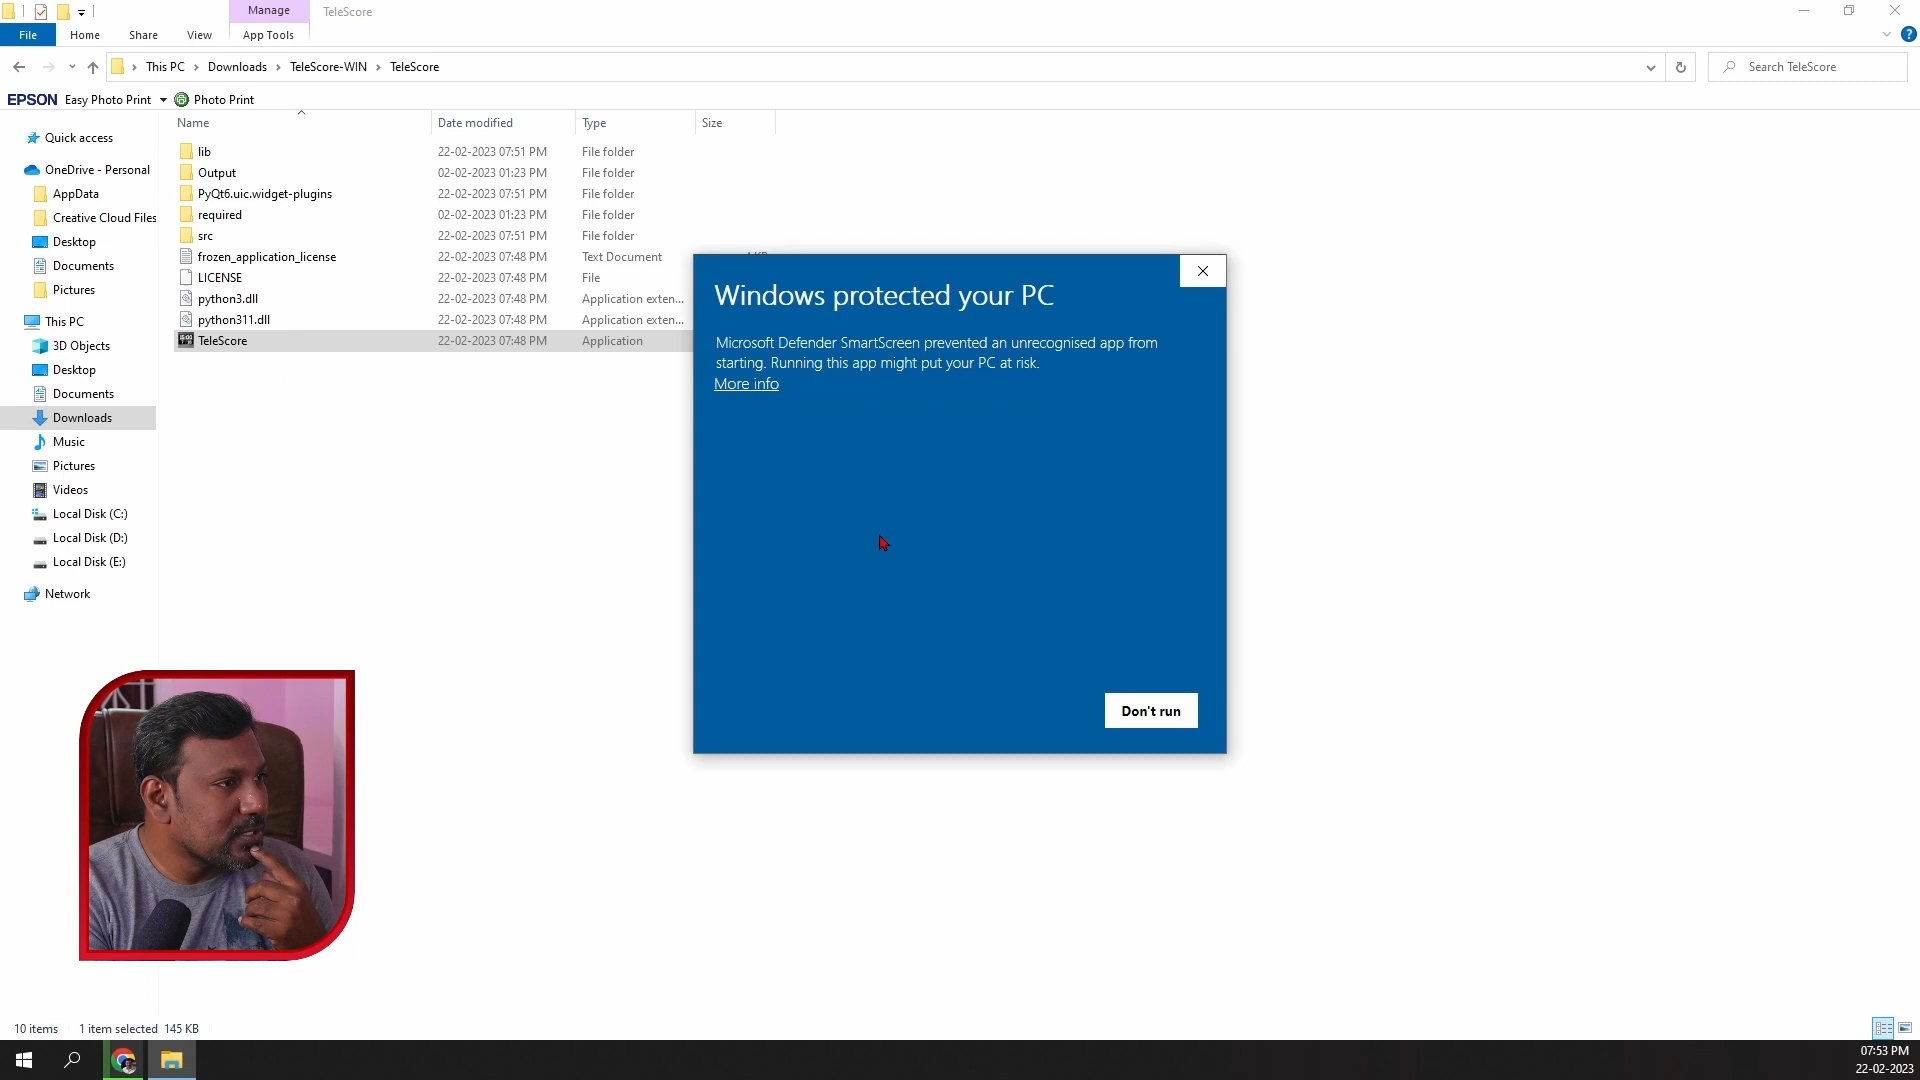 Manage
TeleScore
File
Home
Share
View
App Tools
This PC
Downloads
TeleScore-WIN
TeleScore
Search TeleScore
EPSON Easy Photo Print
Photo Print
Name
Date modified
Type
Size
lib 22-02-2023 07:51 PM File folder
Output 02-02-2023 01:23 PM File folder
PyQt6.uic.widget-plugins 22-02-2023 07:51 PM File folder
required 02-02-2023 01:23 PM File folder
src 22-02-2023 07:51 PM File folder
frozen_application_license 22-02-2023 07:48 PM Text Document
LICENSE 22-02-2023 07:48 PM File
python3.dll 22-02-2023 07:48 PM Application exten...
python311.dll 22-02-2023 07:48 PM Application exten...
TeleScore 22-02-2023 07:48 PM Application
Quick access
OneDrive - Personal
AppData
Creative Cloud Files
Desktop
Documents
Pictures
This PC
3D Objects
Desktop
Documents
Downloads
Music
Pictures
Videos
Local Disk (C:)
Local Disk (D:)
Local Disk (E:)
Network
Windows protected your PC
Microsoft Defender SmartScreen prevented an unrecognised app from
starting. Running this app might put your PC at risk.
More info
Don't run
10 items
1 item selected 145 KB
07:53 PM
22-02-2023